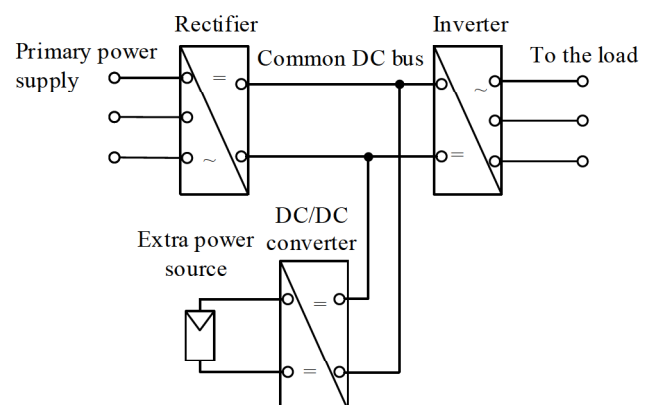 Rectifier
Inverter
Primary power
supply
Common DC bus
To the load
=
~
~
=
DC/DC
converter
Extra power
source
=
=